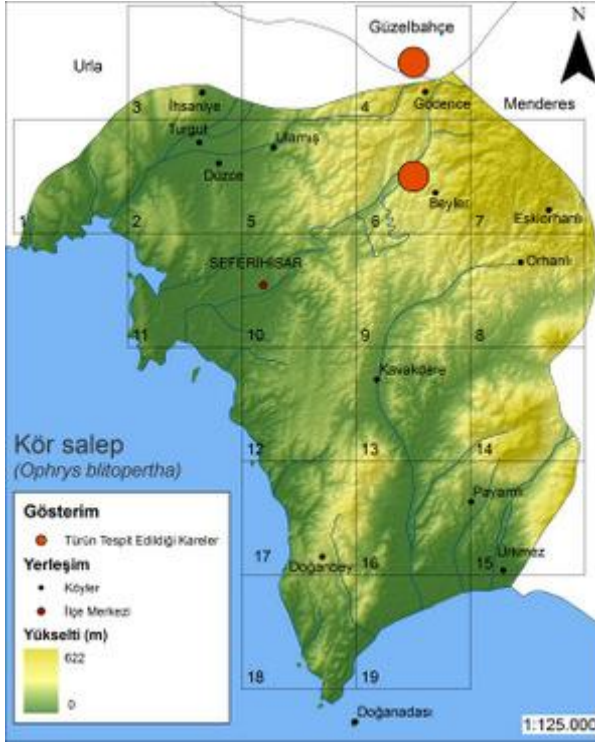 N
Güzelbahçe
Urla
3
4
İhsaniye
Gödence
Menderes
Turgut
Ulamış
Düzce
Beyler
Eskiorhanlı
1
2
5
6
7
SEFERİHİSAR
Orhanlı
11
10
9
8
Kavakdere
Kör salep
(Ophrys blitopertha)
12
13
14
Payamlı
Gösterim
Türün Tespit Edildiği Kareler
Yerleşim
Köyler
İlçe Merkezi
Yükselti (m)
622
0
17
Doğanbey
16
15
Ürkmez
18
19
Doğanadası
1:125.000